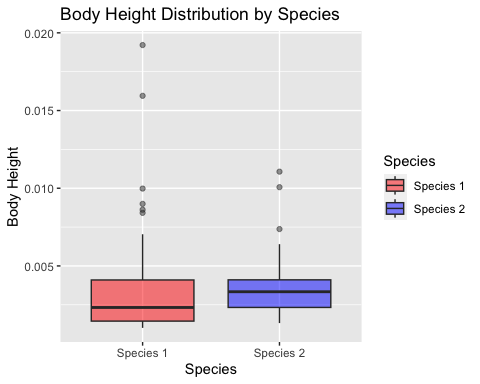 Body Height Distribution by Species
0.020
0.015
0.010
0.005
Body Height
Species 1
Species 2
Species
Species
Species 1
Species 2